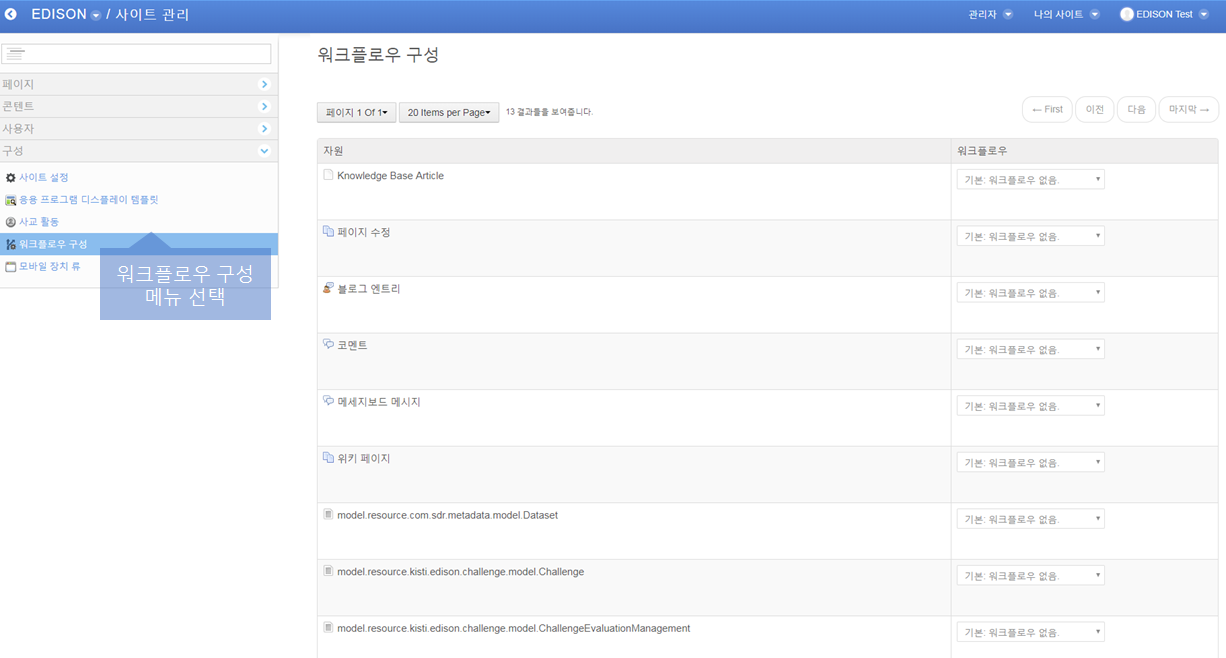 EDISON / 사이트 관리
관리자 나의 사이트 EDISON Test
페이지
콘텐트
사용자
구성
사이트 설정
응용 프로그램 디스플레이 템플릿
사교 활동
워크플로우 구성
모바일 장치 류
워크플로우 구성
메뉴 선택
워크플로우 구성
페이지 1 Of 1 20 Items per Page 13 결과들을 보여줍니다.
← First 이전 다음 마지막 →
자원 워크플로우
Knowledge Base Article 기본: 워크플로우 없음.
페이지 수정 기본: 워크플로우 없음.
블로그 엔트리 기본: 워크플로우 없음.
코멘트 기본: 워크플로우 없음.
메세지보드 메시지 기본: 워크플로우 없음.
위키 페이지 기본: 워크플로우 없음.
model.resource.com.sdr.metadata.model.Dataset 기본: 워크플로우 없음.
model.resource.kisti.edison.challenge.model.Challenge 기본: 워크플로우 없음.
model.resource.kisti.edison.challenge.model.ChallengeEvaluationManagement 기본: 워크플로우 없음.